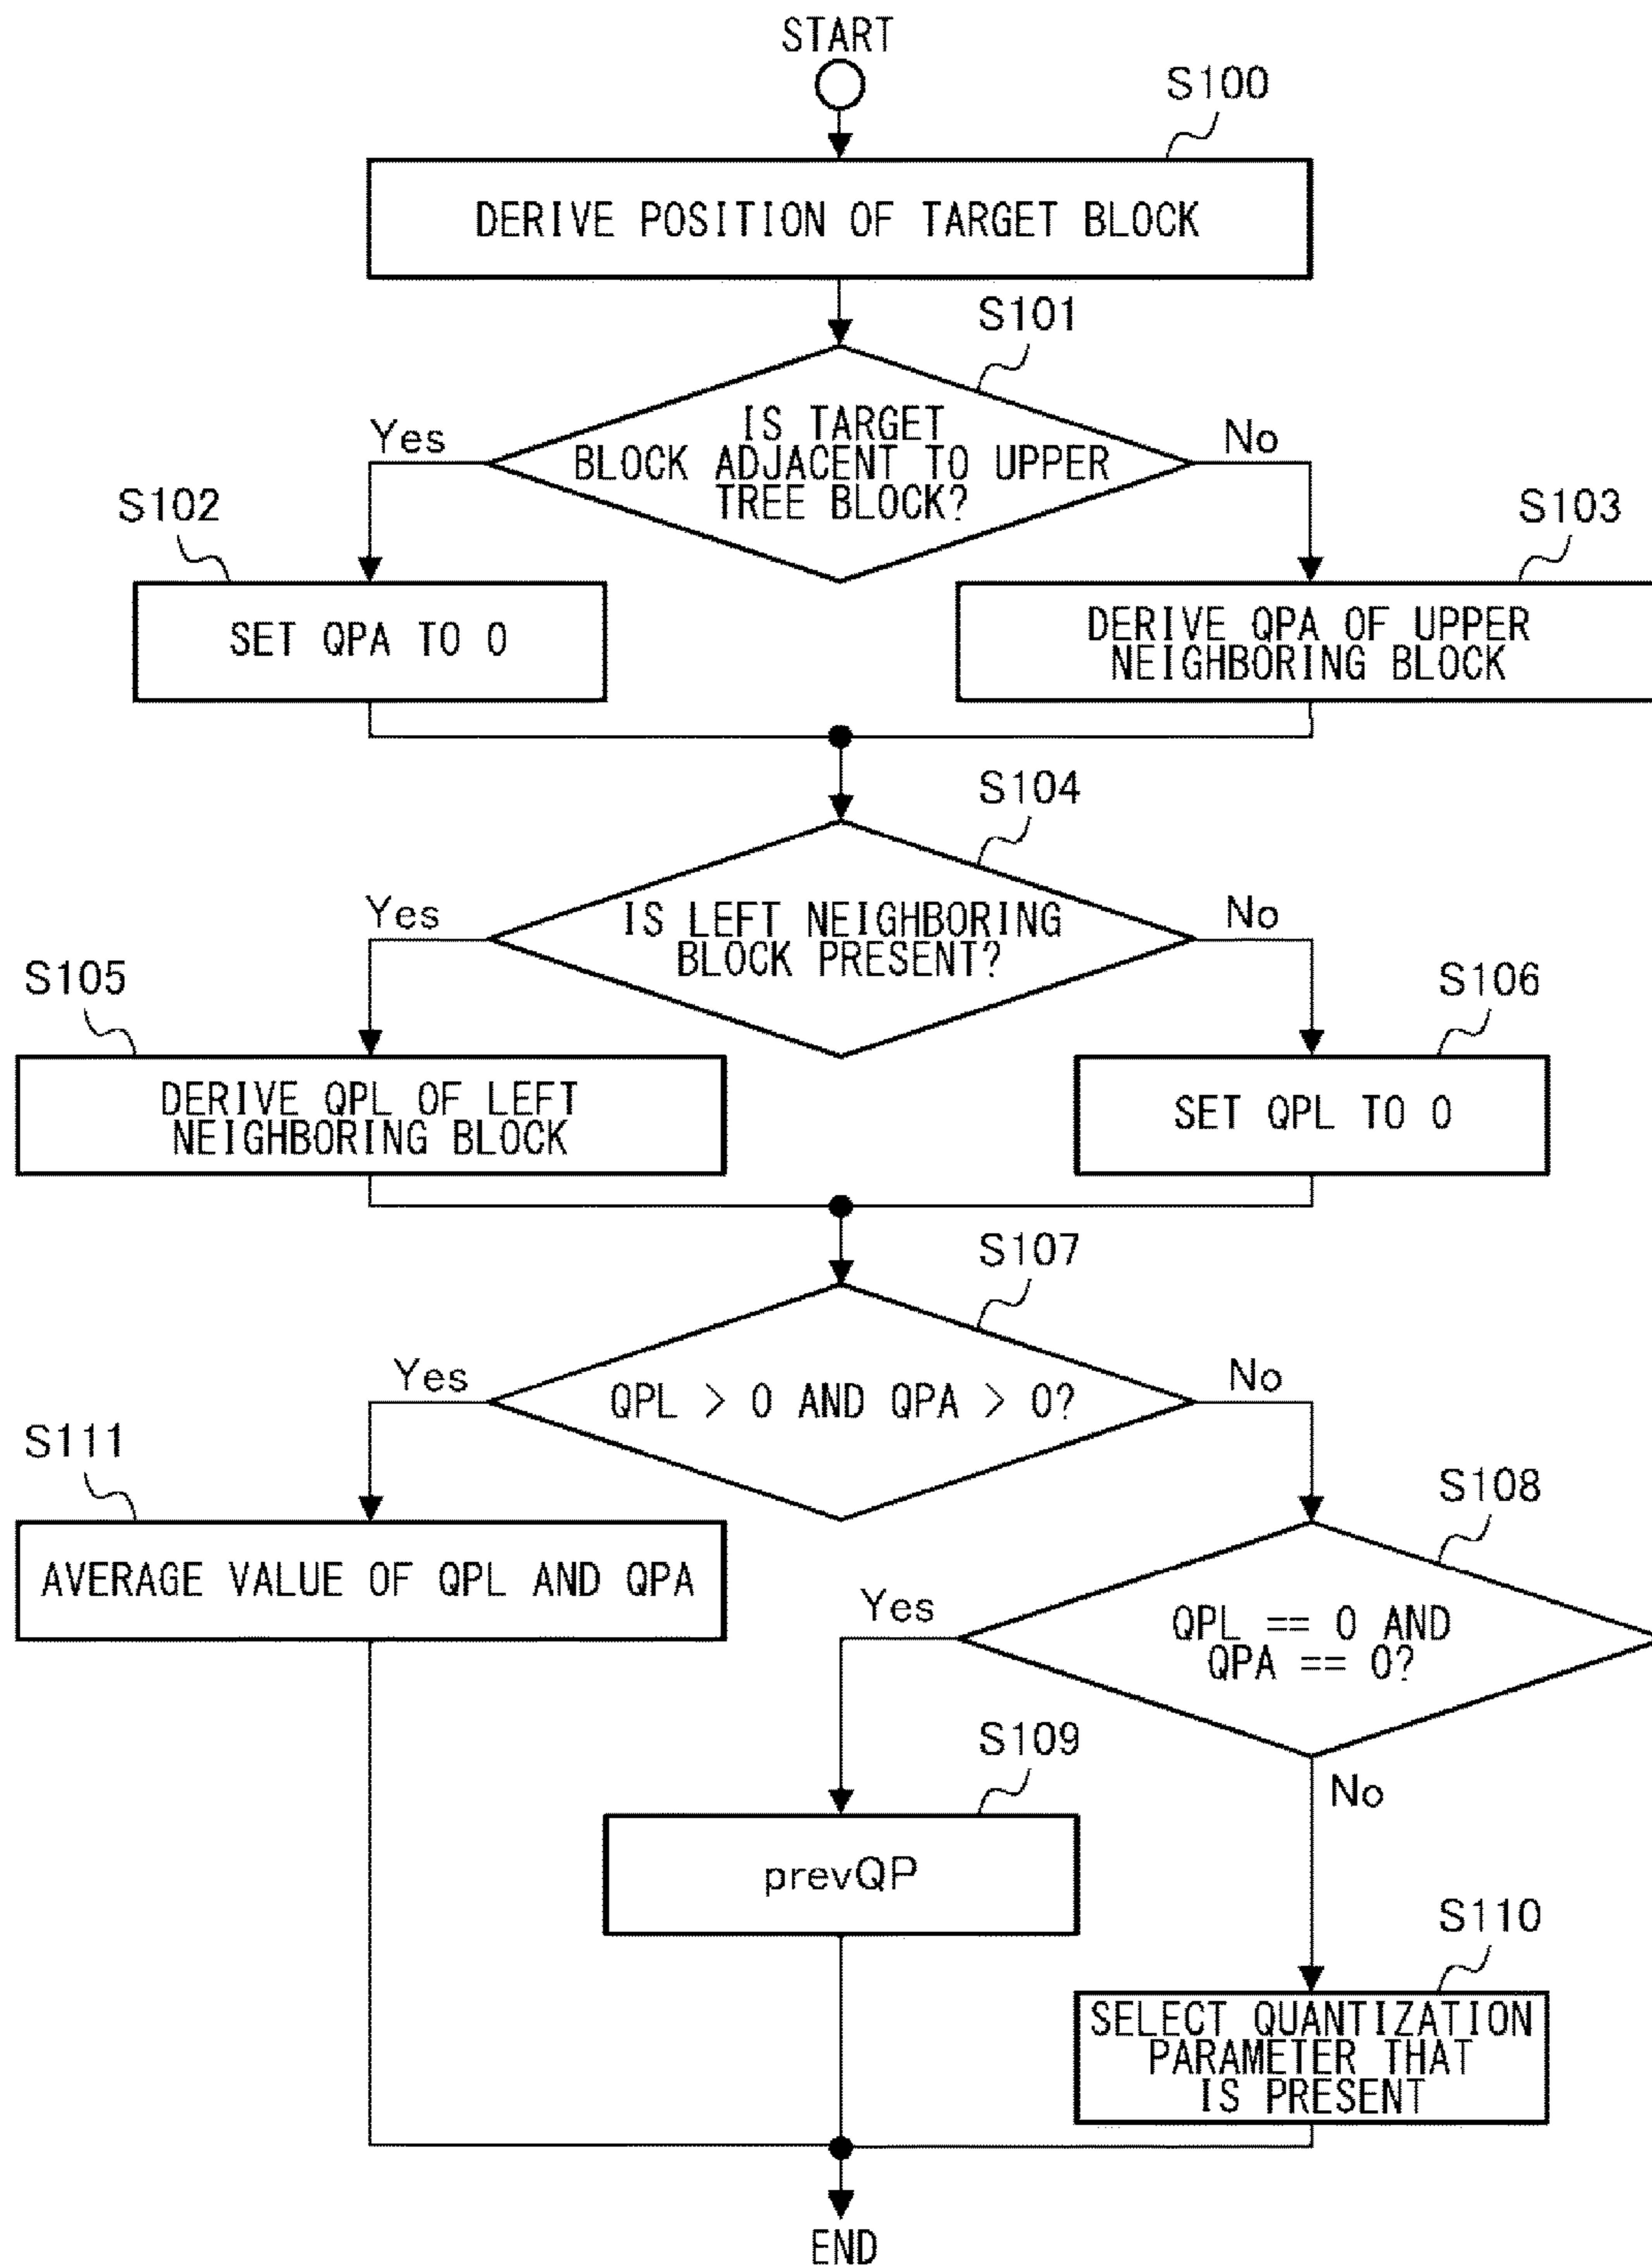 START
S100
DERIVE POSITION OF TARGET BLOCK
S101
IS TARGET
BLOCK ADJACENT TO UPPER
TREE BLOCK?
Yes
No
S102
S103
SET QPA TO 0
DERIVE QPA OF UPPER
NEIGHBORING BLOCK
S104
IS LEFT NEIGHBORING
BLOCK PRESENT?
Yes
No
S105
S106
DERIVE QPL OF LEFT
NEIGHBORING BLOCK
SET QPL TO 0
S107
QPL > 0 AND QPA > 0?
Yes
No
S111
S108
AVERAGE VALUE OF QPL AND QPA
QPL == 0 AND
QPA == 0?
Yes
No
S109
prevQP
S110
SELECT QUANTIZATION
PARAMETER THAT
IS PRESENT
END